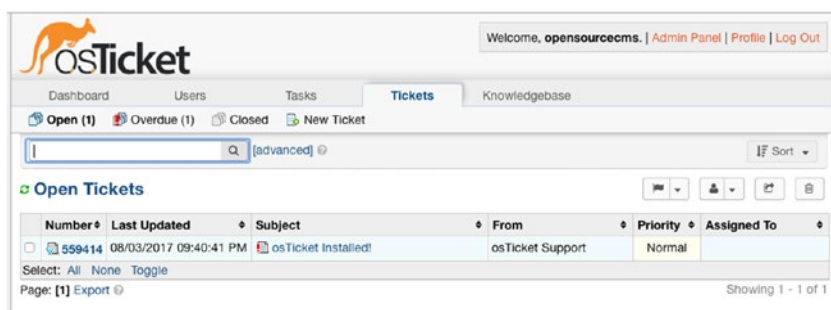 osTicket
Welcome, opensourcecms. | Admin Panel | Profile | Log Out
Dashboard Users Tasks Tickets Knowledgebase
Open (1) Overdue (1) Closed New Ticket
[advanced] Sort
Open Tickets
Number Last Updated Subject From Priority Assigned To
559414 08/03/2017 09:40:41 PM osTicket Installed! osTicket Support Normal
Select: All None Toggle
Page: [1] Export Showing 1 - 1 of 1